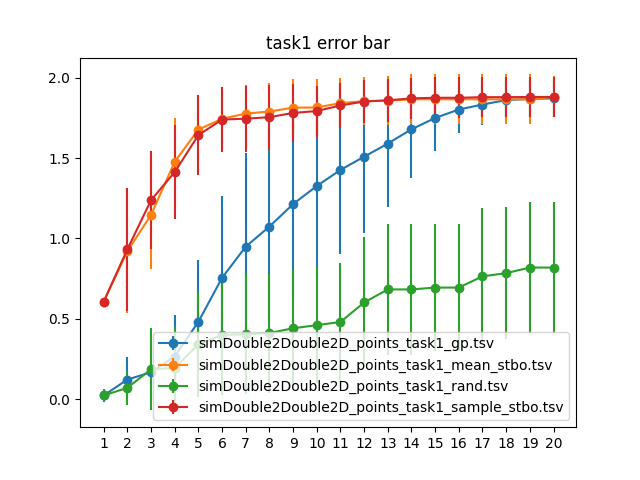 task1 error bar
2.0
1.5
1.0
0.5
0.0
simDouble2Double2D_points_task1_gp.tsv
simDouble2Double2D_points_task1_mean_stbo.tsv
simDouble2Double2D_points_task1_rand.tsv
simDouble2Double2D_points_task1_sample_stbo.tsv
1 2 3 4 5 6 7 8 9 10 11 12 13 14 15 16 17 18 19 20